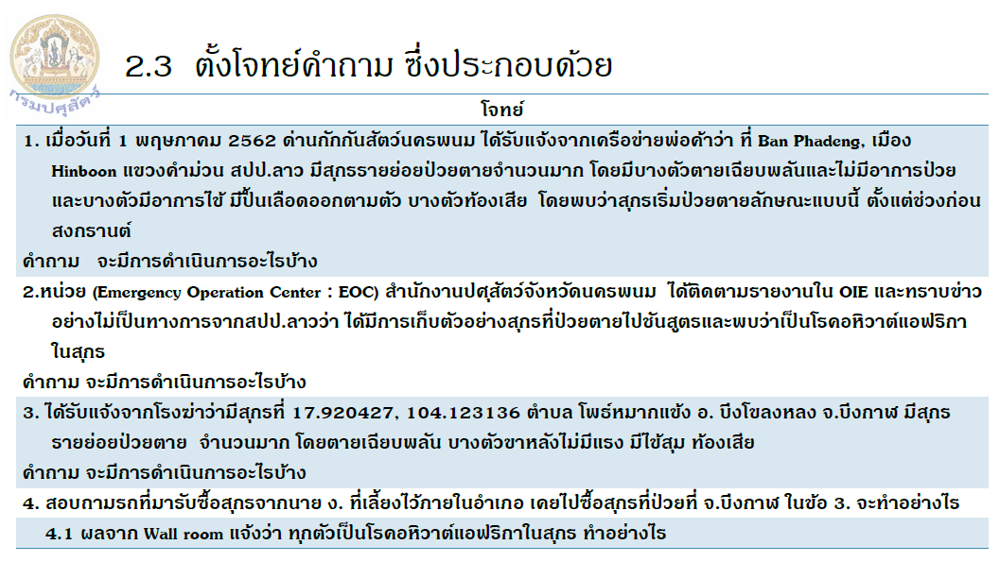 กรมปศุสัตว์
2.3 ตั้งโจทย์คำถาม ซึ่งประกอบด้วย
โจทย์
1. เมื่อวันที่ 1 พฤษภาคม 2562 ด่านกักกันสัตว์นครพนม ได้รับแจ้งจากเครือข่ายพ่อค้าว่า ที่ Ban Phadeng, เมือง
Hinboon แขวงคำม่วน สปป.ลาว มีสุกรรายย่อยป่วยตายจำนวนมาก โดยมีบางตัวตายเฉียบพลันและไม่มีอาการป่วย
และบางตัวมีอาการไข้ มีปื้นเลือดออกตามตัว บางตัวท้องเสีย โดยพบว่าสุกรเริ่มป่วยตายลักษณะแบบนี้ ตั้งแต่ช่วงก่อน
สงกรานต์
คำถาม จะมีการดำเนินการอะไรบ้าง
2.หน่วย (Emergency Operation Center : EOC) สำนักงานปศุสัตว์จังหวัดนครพนม ได้ติดตามรายงานใน OIE และทราบข่าว
อย่างไม่เป็นทางการจากสปป.ลาวว่า ได้มีการเก็บตัวอย่างสุกรที่ป่วยตายไปชันสูตรและพบว่าเป็นโรคอหิวาต์แอฟริกา
ในสุกร
คำถาม จะมีการดำเนินการอะไรบ้าง
3. ได้รับแจ้งจากโรงฆ่าว่ามีสุกรที่ 17.920427, 104.123136 ตำบล โพธ์หมากแข้ง อ. บึงโขลงหลง จ.บึงกาฬ มีสุกร
รายย่อยป่วยตาย จำนวนมาก โดยตายเฉียบพลัน บางตัวขาหลังไม่มีแรง มีไข้สุม ท้องเสีย
คำถาม จะมีการดำเนินการอะไรบ้าง
4. สอบถามรถที่มารับซื้อสุกรจากนาย ง. ที่เลี้ยงไว้ภายในอำเภอ เคยไปซื้อสุกรที่ป่วยที่ จ.บึงกาฬ ในข้อ 3. จะทำอย่างไร
4.1 ผลจาก Wall room แจ้งว่า ทุกตัวเป็นโรคอหิวาต์แอฟริกาในสุกร ทำอย่างไร